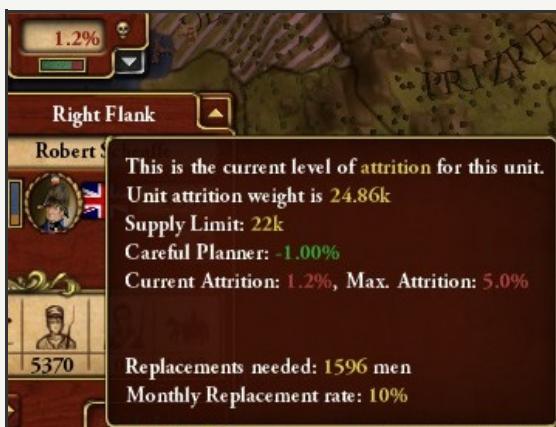 1.2%
PRIZRE
Right Flank
Robert S
This is the current level of attrition for this unit.
Unit attrition weight is 24.86k
Supply Limit: 22k
Careful Planner: -1.00%
Current Attrition: 1.2%, Max. Attrition: 5.0%
5370
Replacements needed: 1596 men
Monthly Replacement rate: 10%